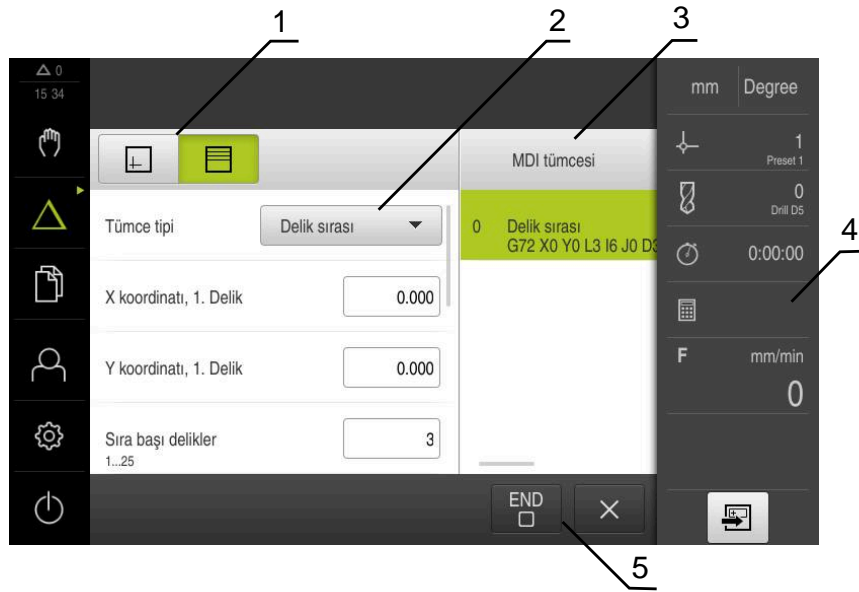 1
2
3
0
15 34
mm
Degree
1
Preset 1
MDI tümcesi
0
Drill D5
Tümce tipi
Delik sırası
0 Delik sırası
G72 X0 Y0 L3 I6 J0 D3
4
0:00:00
X koordinatı, 1. Delik
0.000
F
mm/min
0
Y koordinatı, 1. Delik
0.000
Sıra başı delikler
1...25
3
END
5